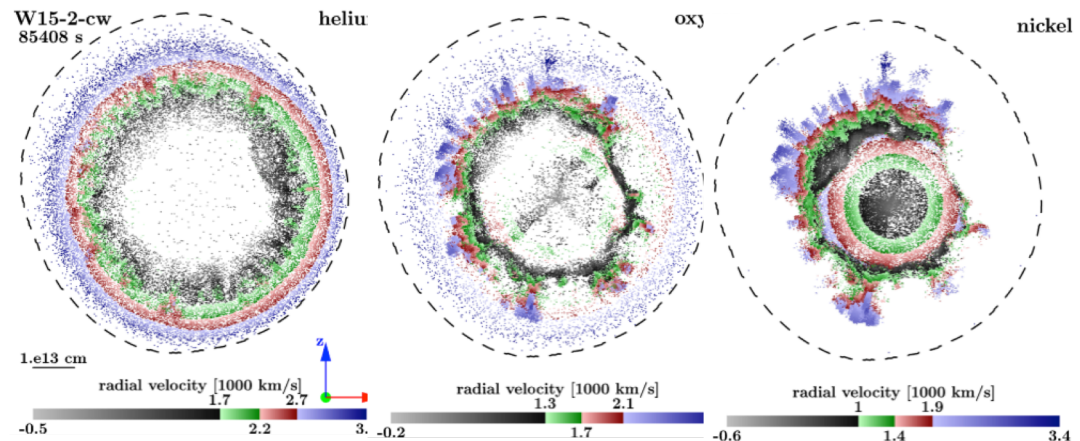 W15-2-cw
85408 s
heliu
oxy
nickel
1.e13 cm
z
radial velocity [1000 km/s]
1.7 2.7
-0.5 2.2 3.
radial velocity [1000 km/s]
1.3 2.1
-0.2 1.7
radial velocity [1000 km/s]
1 1.9
-0.6 1.4 3.4